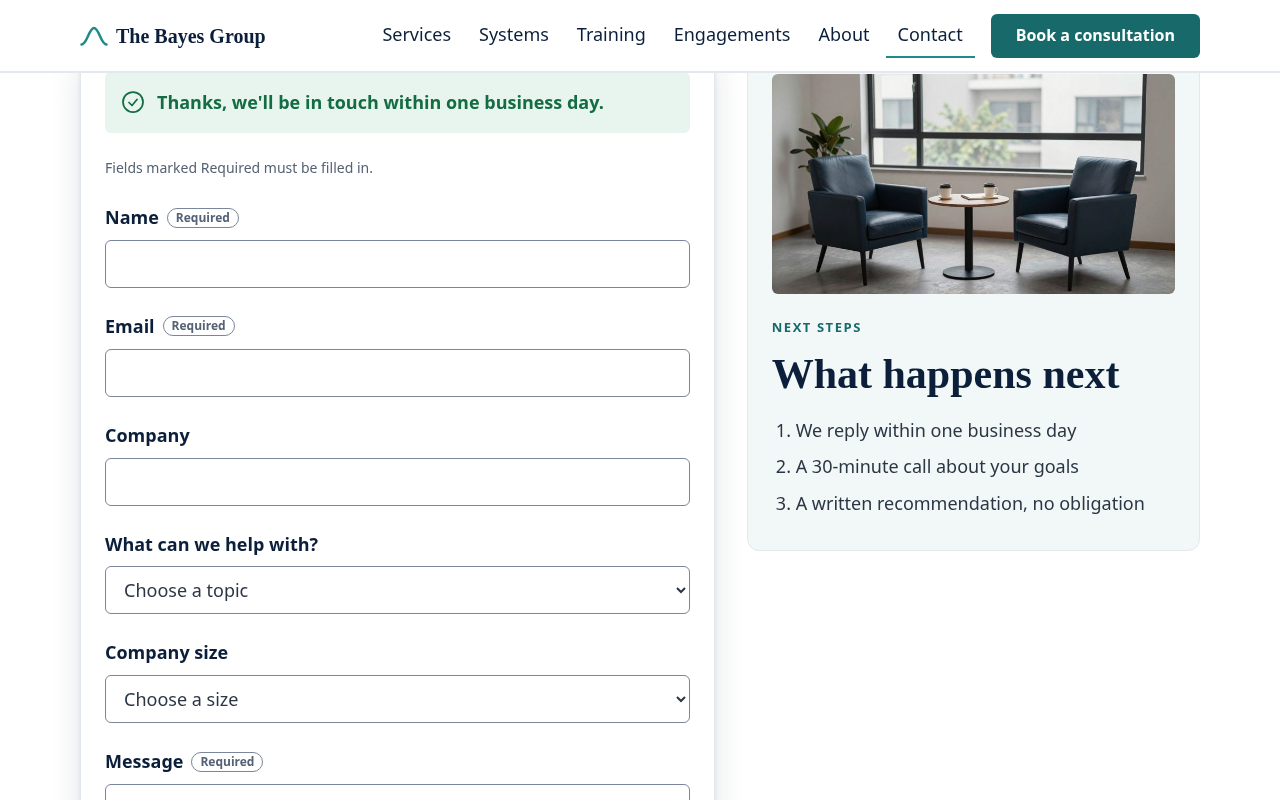 The Bayes Group
Services
Systems
Training
Engagements
About
Contact
Book a consultation
Thanks, we'll be in touch within one business day.
Fields marked Required must be filled in.
Name Required
Email Required
Company
What can we help with?
Choose a topic
Company size
Choose a size
Message Required
NEXT STEPS
What happens next
1. We reply within one business day
2. A 30-minute call about your goals
3. A written recommendation, no obligation